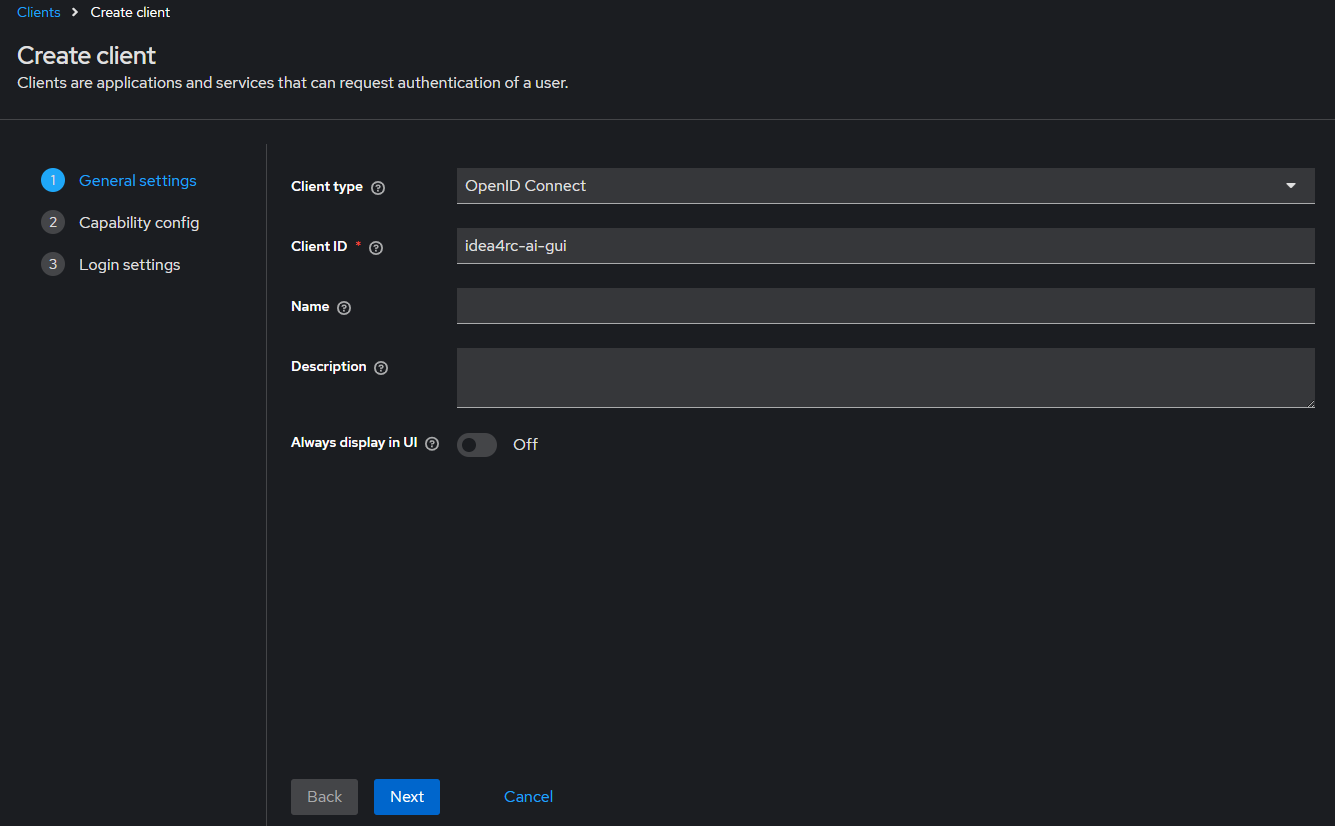 Clients > Create client
Create client
Clients are applications and services that can request authentication of a user.
1 General settings
2 Capability config
3 Login settings
Client type
OpenID Connect
Client ID *
idea4rc-ai-gui
Name
Description
Always display in UI
Off
Back
Next
Cancel